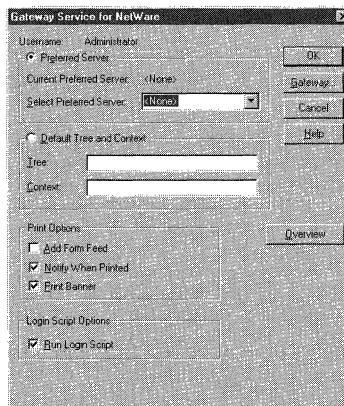 Gateway Service for NetWare
Username: Administrator
Preferred Server
Current Preferred Server: <None>
Select Preferred Server: <None>
Default Tree and Context
Tree:
Context:
Print Options
Add Form Feed
Notify When Printed
Print Banner
Login Script Options
Run Login Script
OK
Gateway...
Cancel
Help
Overview